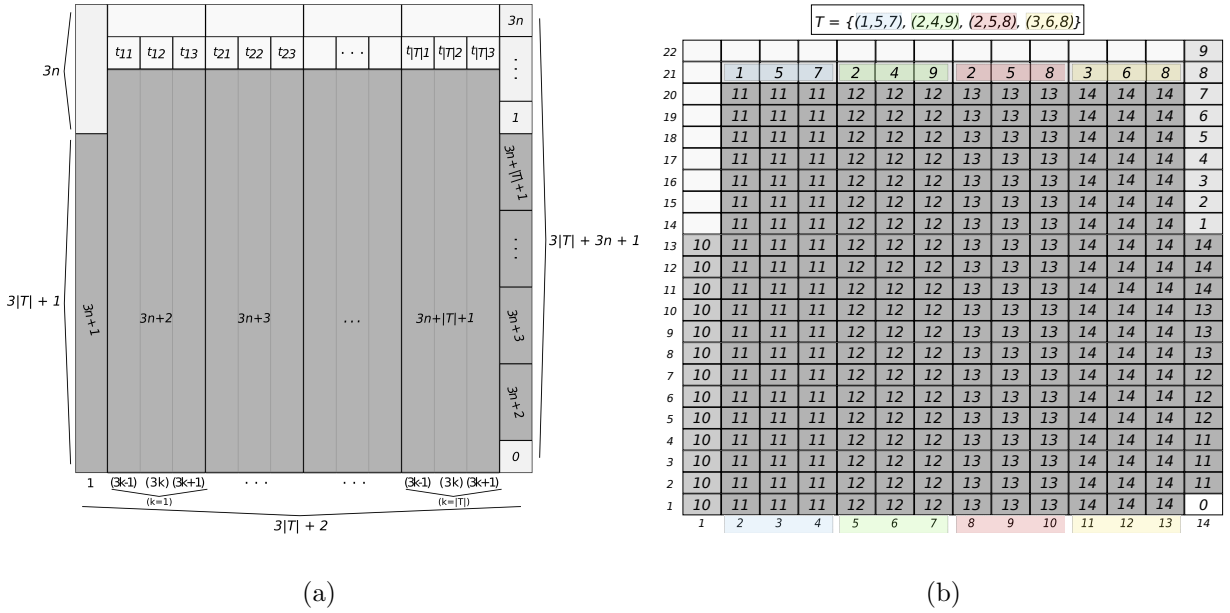 3n
t11 t12 t13 t21 t22 t23 · · · t|T|1 t|T|2 t|T|3
3n
· · ·
1
3n+|T|+1
· · ·
3n+3
3n+2
0
3|T| + 1
3n+1
3n+2 3n+3 · · · 3n+|T|+1
3|T| + 3n + 1
1 (3k-1) (3k) (3k+1) · · · · · · (3k-1) (3k) (3k+1)
(k=1) (k=|T|)
3|T| + 2
(a)
T = {(1,5,7), (2,4,9), (2,5,8), (3,6,8)}
22 9
21 1 5 7 2 4 9 2 5 8 3 6 8 8
20 11 11 11 12 12 12 13 13 13 14 14 14 7
19 11 11 11 12 12 12 13 13 13 14 14 14 6
18 11 11 11 12 12 12 13 13 13 14 14 14 5
17 11 11 11 12 12 12 13 13 13 14 14 14 4
16 11 11 11 12 12 12 13 13 13 14 14 14 3
15 11 11 11 12 12 12 13 13 13 14 14 14 2
14 11 11 11 12 12 12 13 13 13 14 14 14 1
13 10 11 11 11 12 12 12 13 13 13 14 14 14 14
12 10 11 11 11 12 12 12 13 13 13 14 14 14 14
11 10 11 11 11 12 12 12 13 13 13 14 14 14 14
10 10 11 11 11 12 12 12 13 13 13 14 14 14 13
9 10 11 11 11 12 12 12 13 13 13 14 14 14 13
8 10 11 11 11 12 12 12 13 13 13 14 14 14 13
7 10 11 11 11 12 12 12 13 13 13 14 14 14 12
6 10 11 11 11 12 12 12 13 13 13 14 14 14 12
5 10 11 11 11 12 12 12 13 13 13 14 14 14 12
4 10 11 11 11 12 12 12 13 13 13 14 14 14 11
3 10 11 11 11 12 12 12 13 13 13 14 14 14 11
2 10 11 11 11 12 12 12 13 13 13 14 14 14 11
1 10 11 11 11 12 12 12 13 13 13 14 14 14 0
1 2 3 4 5 6 7 8 9 10 11 12 13 14
(b)